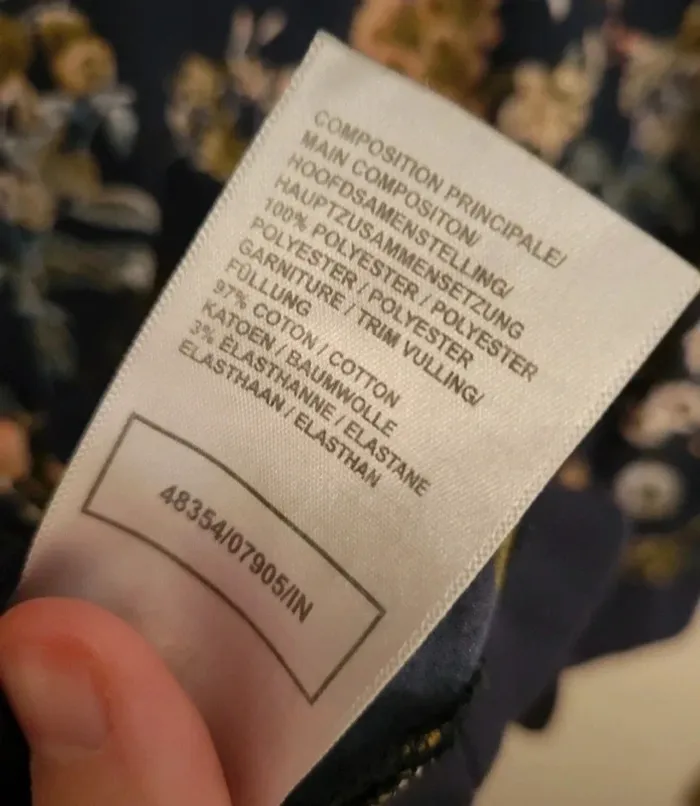 COMPOSITION PRINCIPALE/
MAIN COMPOSITON/
HOOFDSAMENSTELLING/
HAUPTZUSAMMENSETZUNG
100% POLYESTER / POLYESTER
POLYESTER / POLYESTER
GARNITURE / TRIM VULLING/
FÜLLUNG
97% COTON / COTTON
KATOEN / BAUMWOLLE
3% ÉLASTHANNE / ELASTANE
ELASTHAAN / ELASTHAN
48354/07905/IN